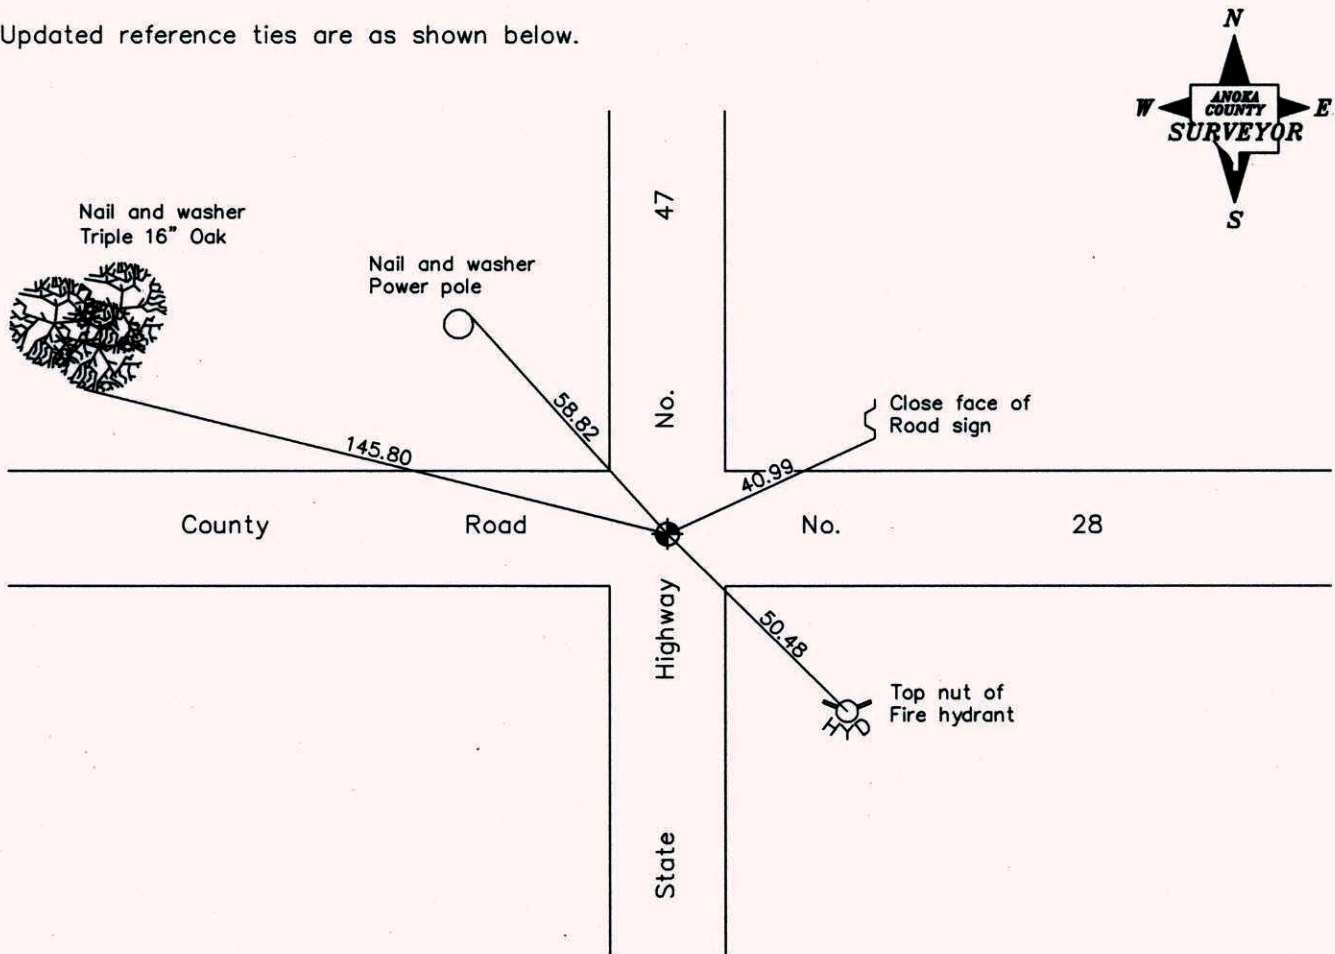 Updated reference ties are as shown below.
N
W
ANOKA
COUNTY
E
SURVEYOR
S
Nail and washer
Triple 16" Oak
Nail and washer
Power pole
Close face of
Road sign
58.82
145.80
40.99
County Road No. 28
50.48
Top nut of
Fire hydrant
HYD
State Highway No. 47